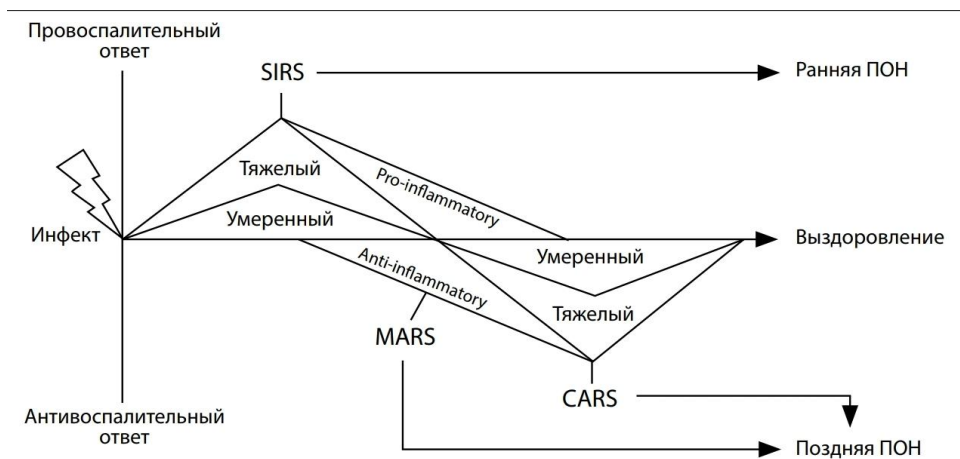 Провоспалительный
ответ
SIRS
Ранняя ПОН
Тяжелый
Pro-inflammatory
Умеренный
Инфект
Выздоровление
Умеренный
Anti-inflammatory
Тяжелый
MARS
CARS
Антивоспалительный
ответ
Поздняя ПОН